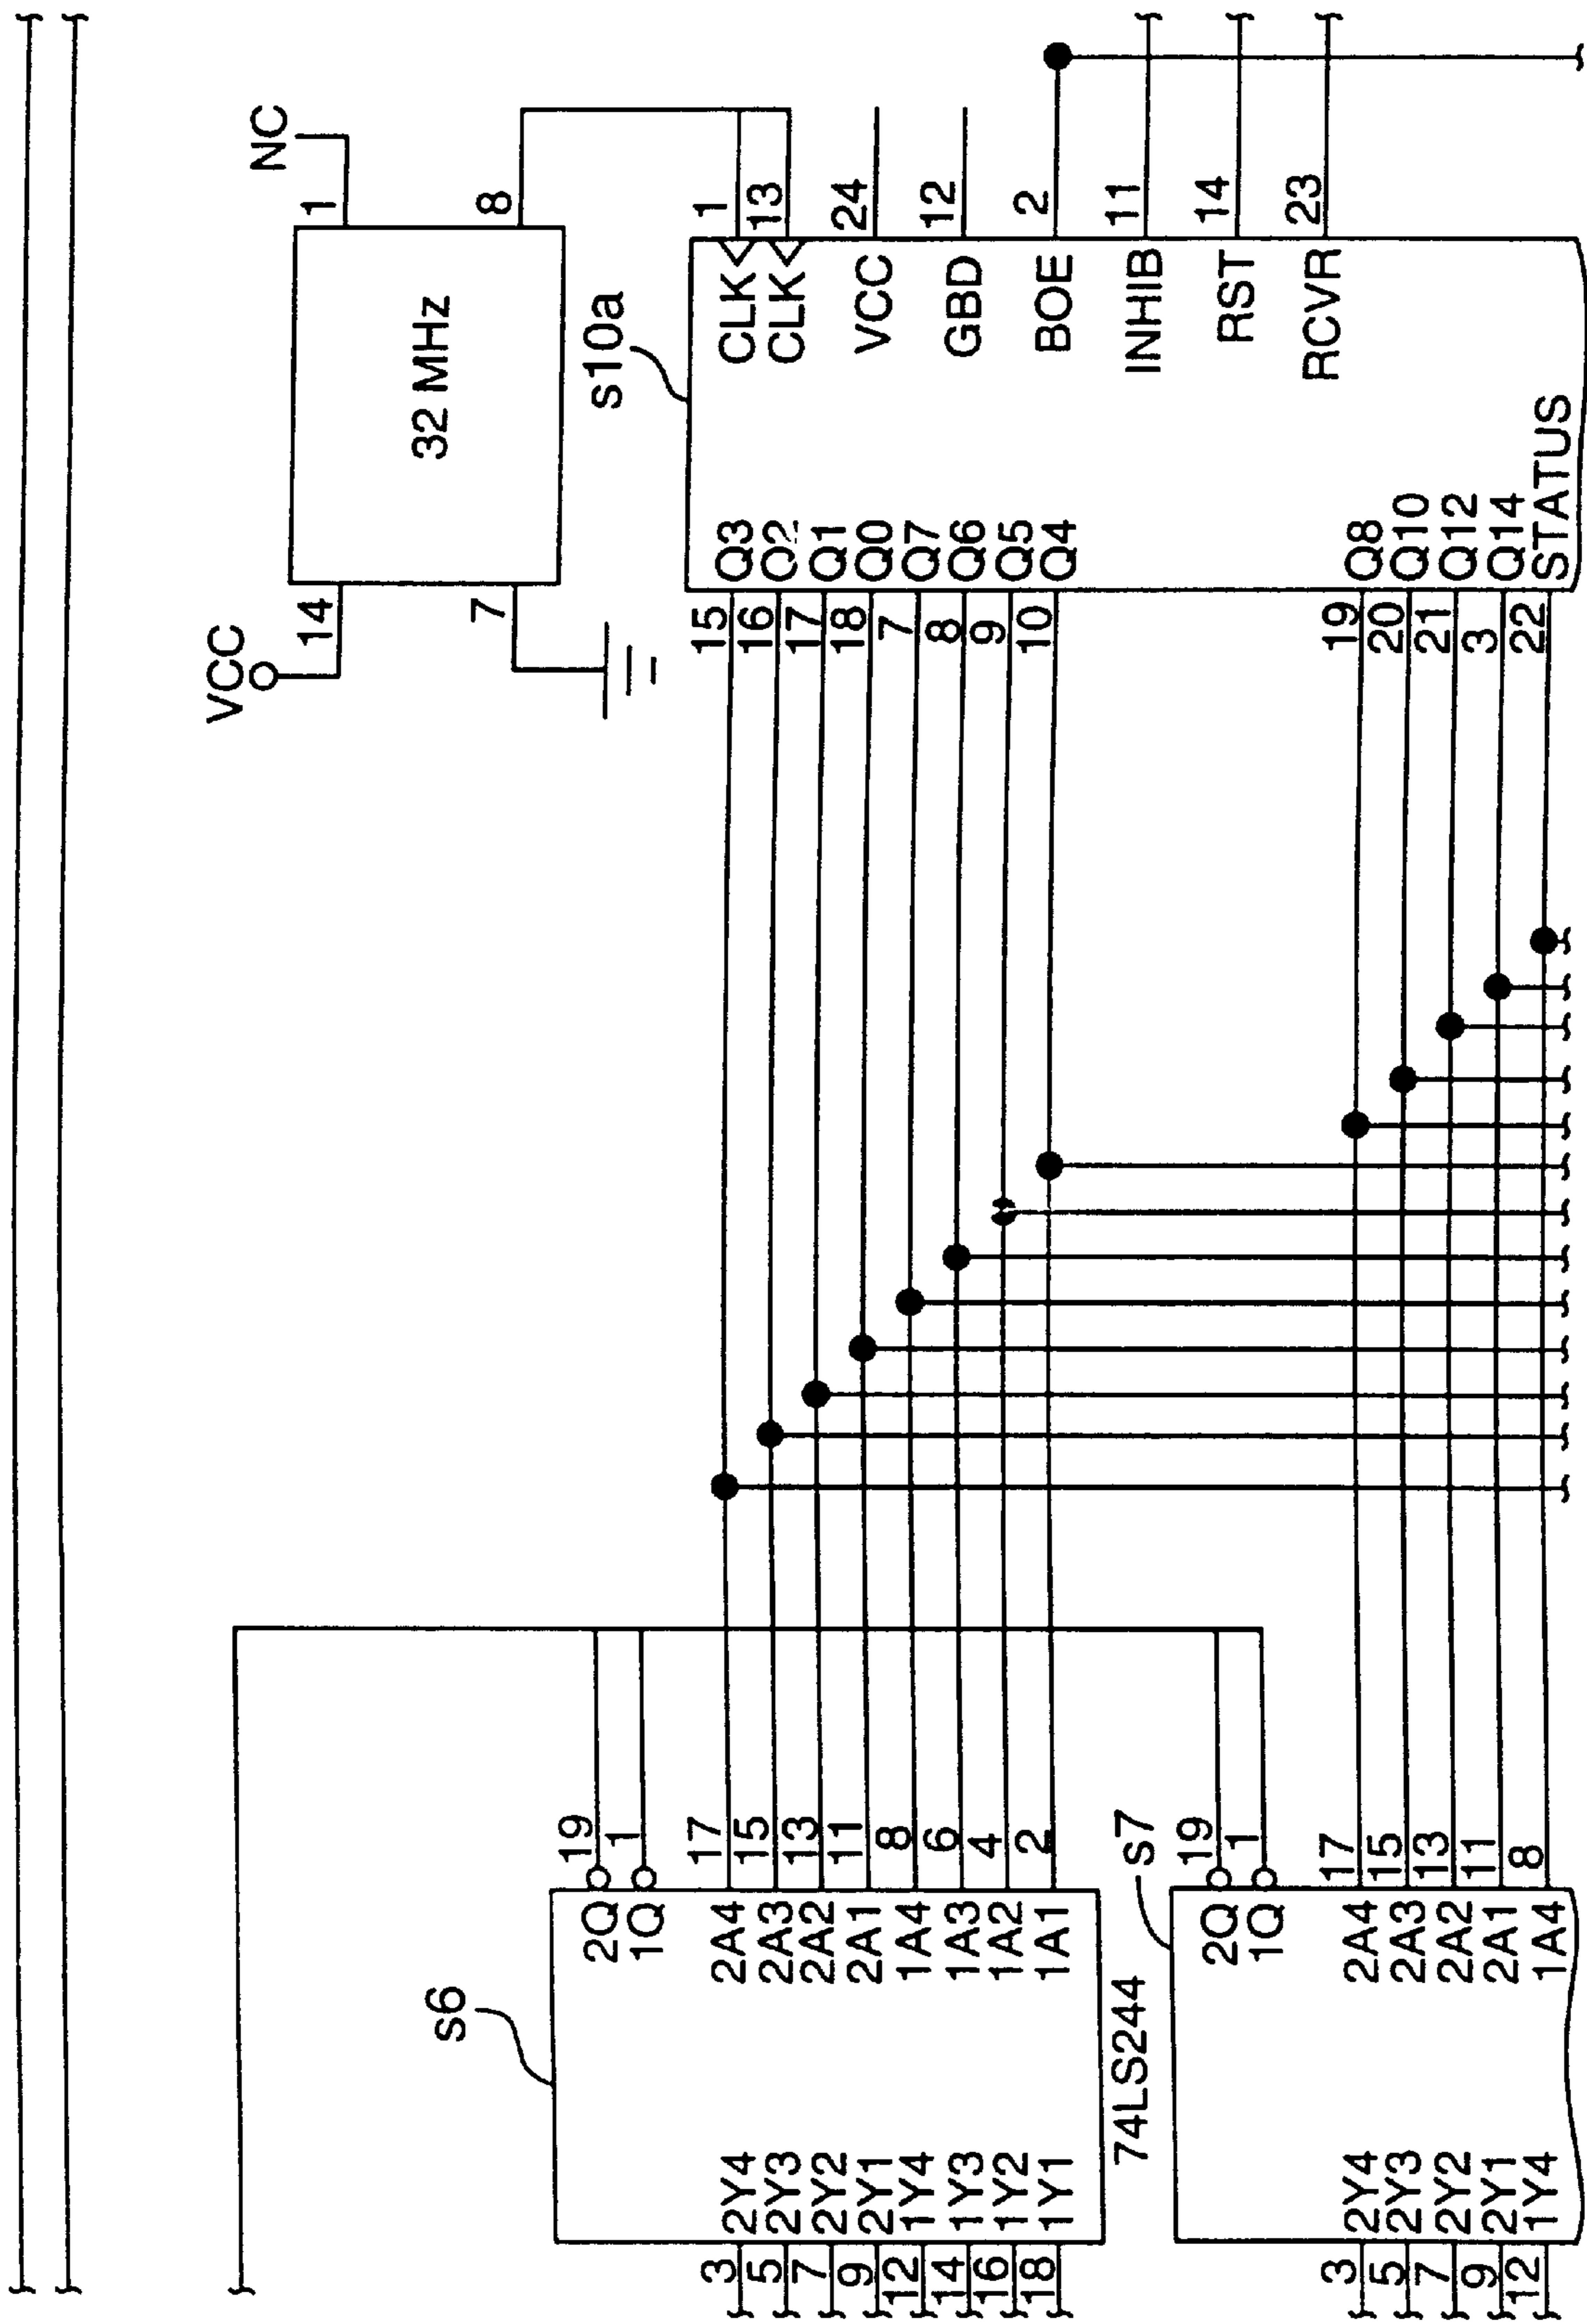 NC
1
8
32 MHz
VCC
14
7
s10a
1
13
24
12
2
11
14
23
CLK
CLK
VCC
GBD
BOE
INHIB
RST
RCVR
Q3
Q2
Q1
Q0
Q7
Q6
Q5
Q4
Q8
Q10
Q12
Q14
STATUS
15
16
17
18
7
8
9
10
19
20
21
3
22
s6
19
1
17
15
13
11
8
6
4
2
2Q
1Q
2A4
2A3
2A2
2A1
1A4
1A3
1A2
1A1
2Y4
2Y3
2Y2
2Y1
1Y4
1Y3
1Y2
1Y1
3
5
7
9
12
14
16
18
74LS244
s7
19
1
17
15
13
11
8
2Q
1Q
2A4
2A3
2A2
2A1
1A4
2Y4
2Y3
2Y2
2Y1
1Y4
3
5
7
9
12